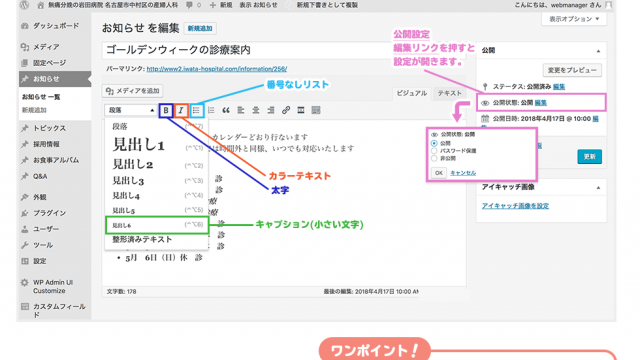 無痛分娩の岩田病院 名古屋市中村区の産婦人科 0 + 新規 表示 お知らせ 新規下書きとして複製 こんにちは、webmanager さん
表示オプション ▼
ダッシュボード
メディア
固定ページ
お知らせ
お知らせ 一覧
新規追加
トピックス
採用情報
お食事アルバム
Q&A
外観
プラグイン
ユーザー
ツール
設定
WP Admin UI
Customize
カスタムフィール
ド
お知らせ を編集 新規追加
ゴールデンウィークの診療案内
パーマリンク: http://www2.iwata-hospital.com/information/256/
メディアを追加
番号なしリスト
ビジュアル テキスト
段落 B I
段落
見出し1
見出し2 (⌃⌥2)
見出し3 (⌃⌥3)
見出し4 (⌃⌥4)
見出し5 (⌃⌥5)
見出し6 (⌃⌥6)
整形済みテキスト
カレンダーどおり行ないます
は時間外と同様、いつでも対応いたします
診
診
療
療
診
診
• 5月 6日（日）休 診
カラーテキスト
太字
キャプション(小さい文字)
文字数: 178 最後の編集: 2018年4月17日 10:00 AM
公開設定
編集リンクを押すと
設定が開きます。
公開状態: 公開
公開
パスワード保護
非公開
OK キャンセル
公開
変更をプレビュー
ステータス: 公開済み 編集
公開状態: 公開 編集
公開日時: 2018年4月17日 @ 10:00 編
集
更新
アイキャッチ画像
アイキャッチ画像を設定
ワンポイント！